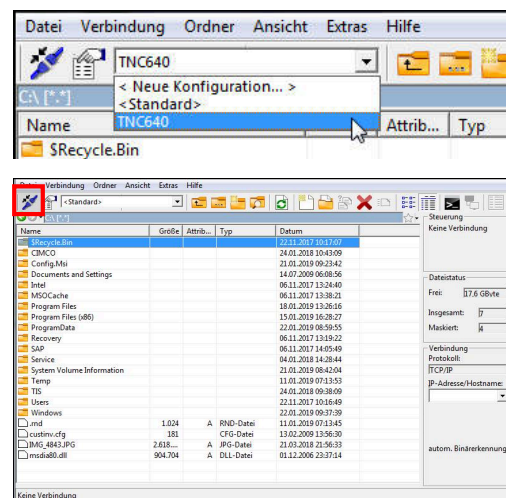 Datei Verbindung Ordner Ansicht Extras Hilfe
TNC640
C:\ [*.*]
< Neue Konfiguration... >
<Standard>
TNC640
Name Attrib... Typ
$Recycle.Bin
Verbindung Ordner Ansicht Extras Hilfe
<Standard>
C:\[*.*]
Steuerung
Keine Verbindung
Name Größe Attrib... Typ Datum
$Recycle.Bin 22.11.2017 10:17:07
CIMCO 24.01.2018 10:43:09
Config.Msi 21.01.2019 09:23:42
Documents and Settings 14.07.2009 06:08:56
Intel 06.11.2017 13:24:40
MSOCache 06.11.2017 13:38:21
Program Files 18.01.2019 13:26:16
Program Files (x86) 15.01.2019 16:28:27
ProgramData 22.01.2019 08:59:55
Recovery 06.11.2017 13:19:22
SAP 06.11.2017 14:05:49
Service 04.01.2018 14:28:44
System Volume Information 21.01.2019 08:42:04
Temp 11.01.2019 07:13:53
TIS 24.01.2018 09:38:09
Users 22.11.2017 10:16:49
Windows 22.01.2019 09:37:39
.rnd 1.024 A RND-Datei 11.01.2019 07:13:45
custinv.cfg 181 CFG-Datei 13.02.2009 13:56:30
IMG_4843.JPG 2.618.... A JPG-Datei 21.03.2018 21:56:33
msdia80.dll 904.704 A DLL-Datei 01.12.2006 23:37:14
Dateistatus
Frei: 17.6 GByte
Insgesamt: 7
Maskiert: 4
Verbindung
Protokoll:
TCP/IP
IP-Adresse/Hostname:
autom. Binärerkennung
Keine Verbindung